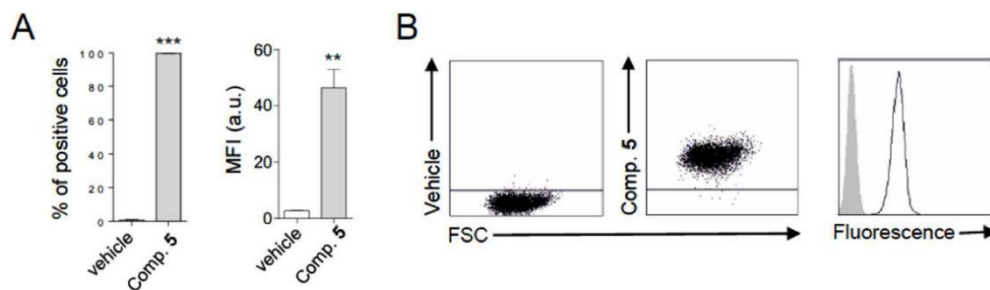 A
% of positive cells
100
80
60
40
20
0
***
vehicle
Comp. 5
MFI (a.u.)
60
40
20
0
**
vehicle
Comp. 5
B
Vehicle
Comp. 5
FSC
Fluorescence